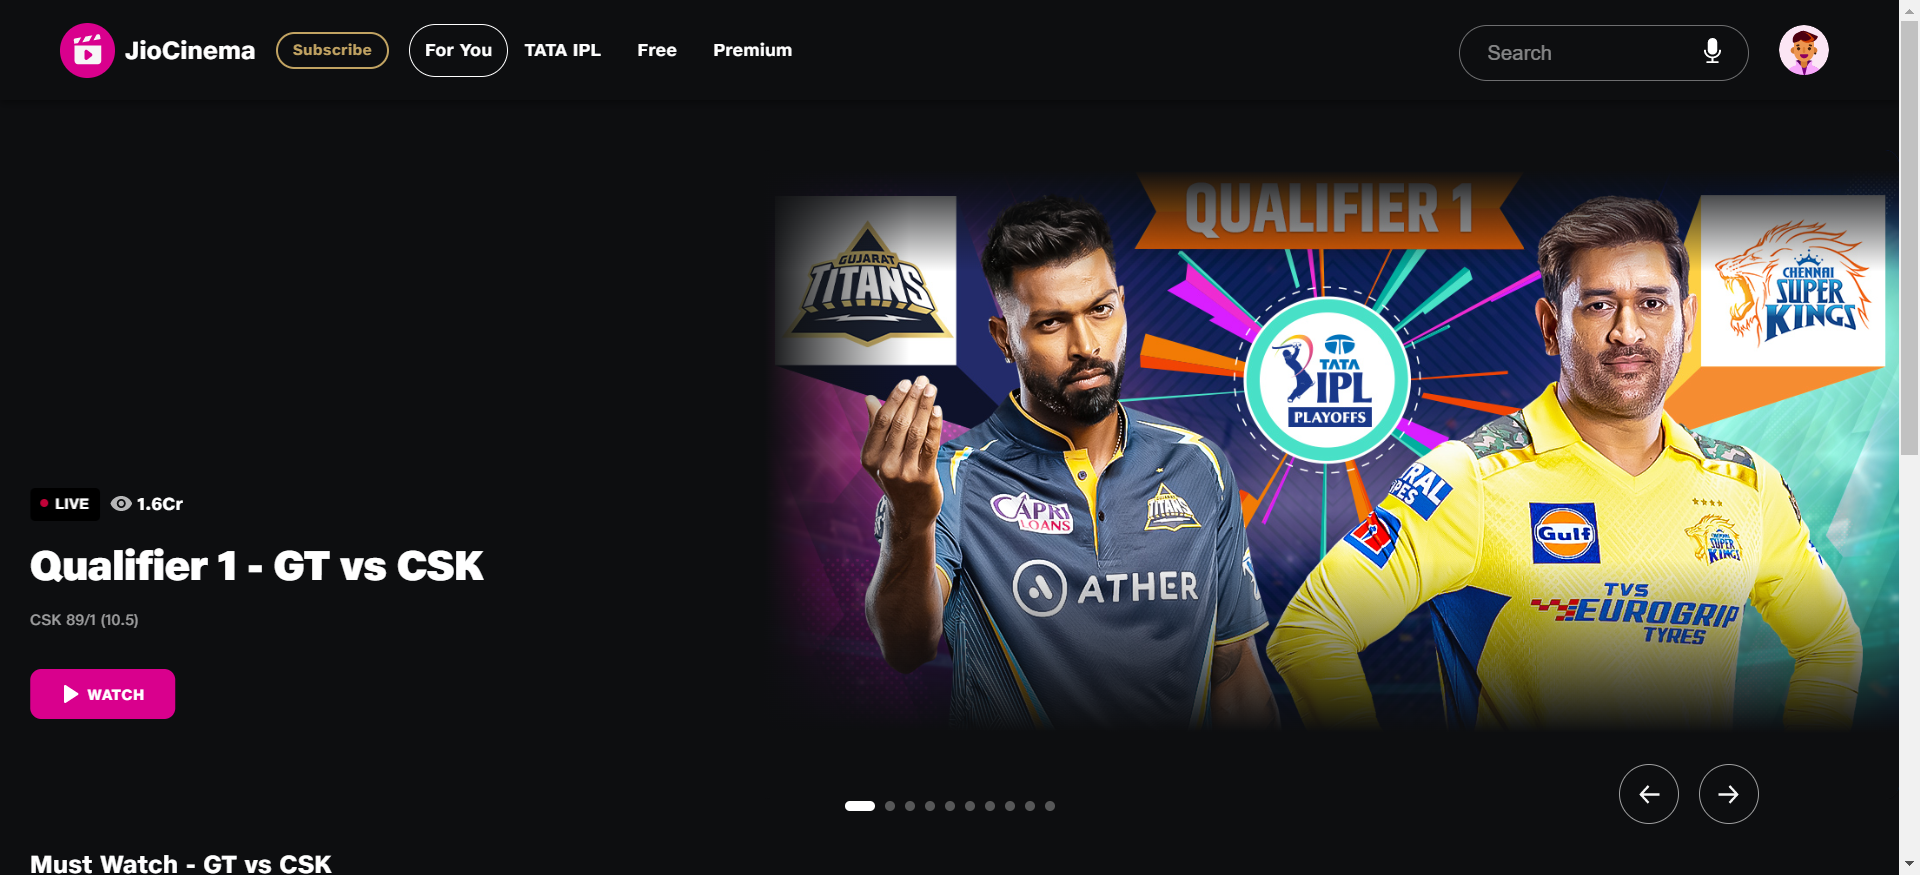 JioCinema
Subscribe
For You
TATA IPL
Free
Premium
Search
QUALIFIER 1
GUJARAT
TITANS
CHENNAI
SUPER
KINGS
TATA
IPL
PLAYOFFS
LIVE
1.6Cr
Qualifier 1 - GT vs CSK
CSK 89/1 (10.5)
WATCH
CAPRI
LOANS
TITANS
ATHER
Gulf
SUPER
KINGS
TVS
EUROGRIP
TYRES
Must Watch - GT vs CSK